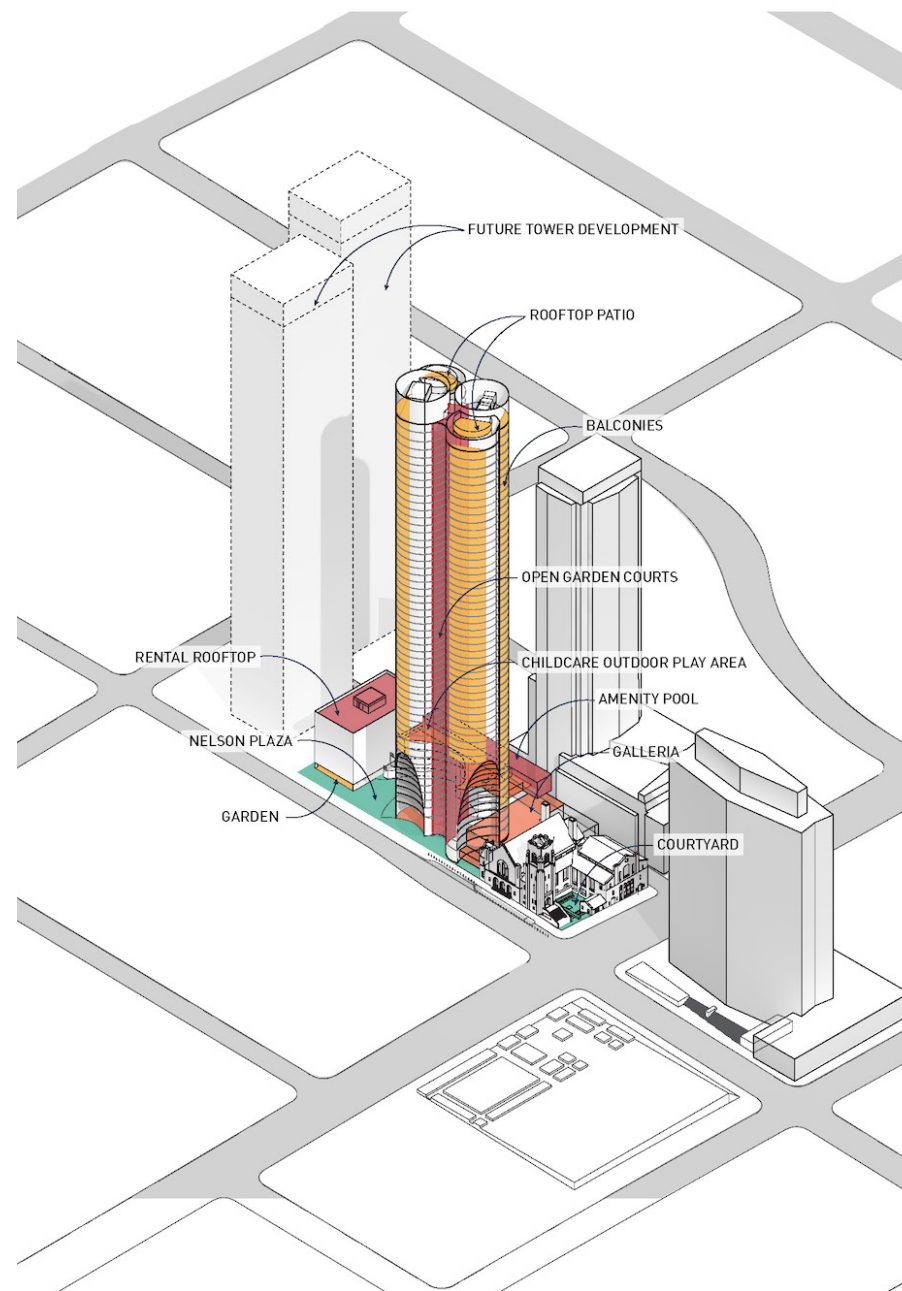 FUTURE TOWER DEVELOPMENT
ROOFTOP PATIO
BALCONIES
OPEN GARDEN COURTS
RENTAL ROOFTOP
CHILDCARE OUTDOOR PLAY AREA
AMENITY POOL
NELSON PLAZA
GALLERIA
GARDEN
COURTYARD